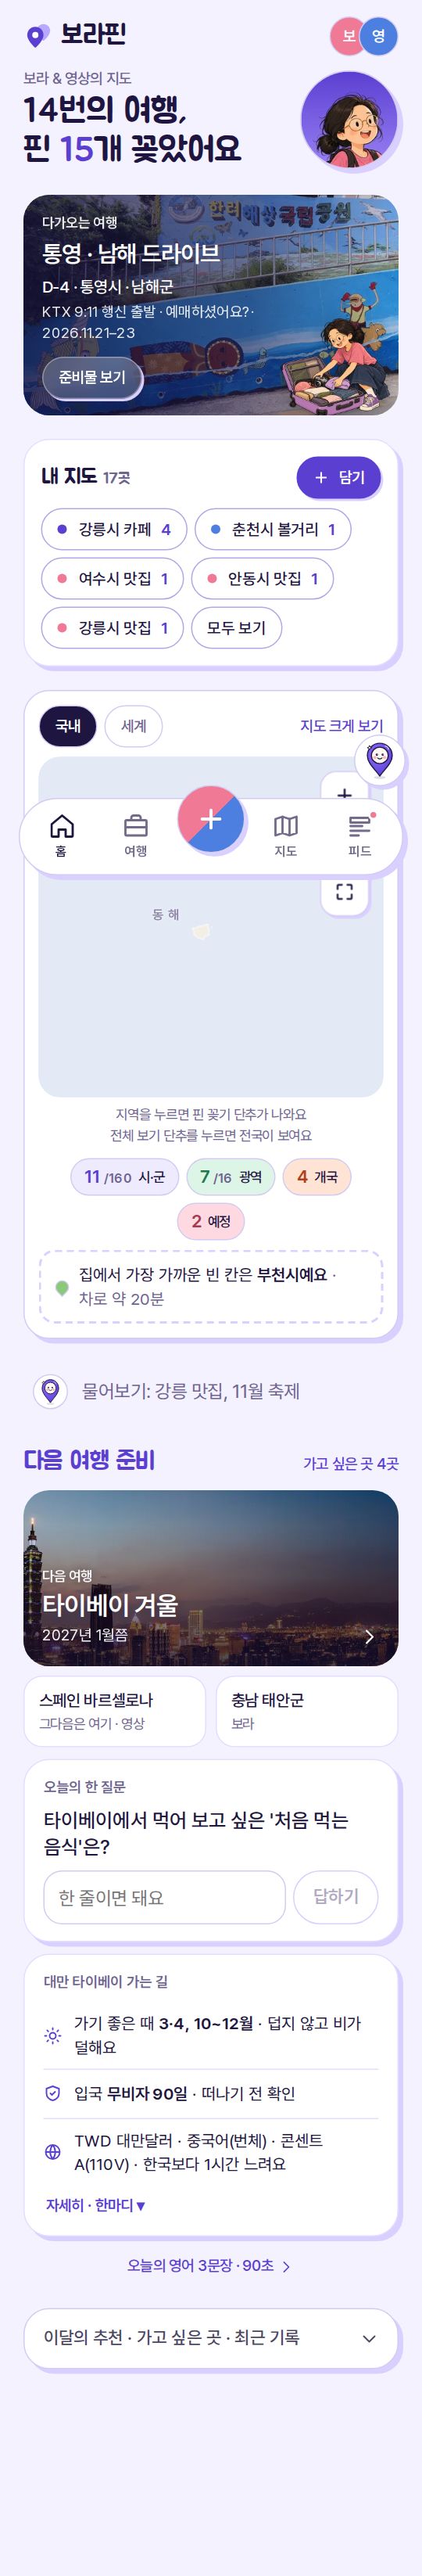 보라핀
보 영
보라 & 영상의 지도
14번의 여행,
핀 15개 꽂았어요
한려해상국립공원
다가오는 여행
통영 · 남해 드라이브
D-4 · 통영시 · 남해군
KTX 9:11 행신 출발 · 예매하셨어요? ·
2026.11.21–23
준비물 보기
내 지도 17곳
+ 담기
강릉시 카페 4
춘천시 볼거리 1
여수시 맛집 1
안동시 맛집 1
강릉시 맛집 1
모두 보기
국내
세계
지도 크게 보기
홈
여행
지도
피드
동 해
지역을 누르면 핀 꽂기 단추가 나와요
전체 보기 단추를 누르면 전국이 보여요
11 /160 시·군
7 /16 광역
4 개국
2 예정
집에서 가장 가까운 빈 칸은 부천시예요 ·
차로 약 20분
물어보기: 강릉 맛집, 11월 축제
다음 여행 준비
가고 싶은 곳 4곳
다음 여행
타이베이 겨울
2027년 1월쯤
스페인 바르셀로나
그다음은 여기 · 영상
충남 태안군
보라
오늘의 한 질문
타이베이에서 먹어 보고 싶은 '처음 먹는
음식'은?
한 줄이면 돼요
답하기
대만 타이베이 가는 길
가기 좋은 때 3·4, 10~12월 · 덥지 않고 비가
덜해요
입국 무비자 90일 · 떠나기 전 확인
TWD 대만달러 · 중국어(번체) · 콘센트
A(110V) · 한국보다 1시간 느려요
자세히 · 한마디 ▾
오늘의 영어 3문장 · 90초
이달의 추천 · 가고 싶은 곳 · 최근 기록